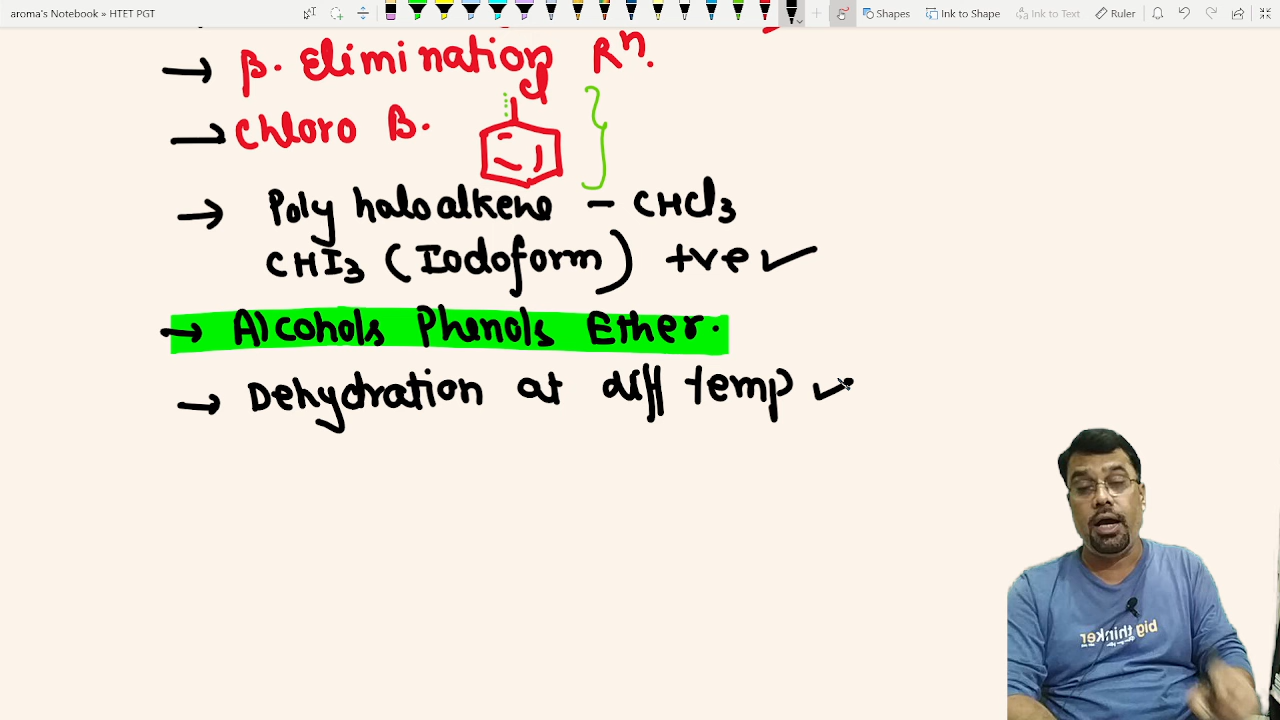 aroma's Notebook » HTET PGT
Shapes Ink to Shape Ink to Text Ruler
→ β. Elimination Rⁿ.
→ Chloro B.
Cl
→ Poly haloalkene – CHCl3
CHI3 (Iodoform) +ve ✓
→ Alcohols Phenols Ether.
→ Dehydration at diff temp ✓
big thinker